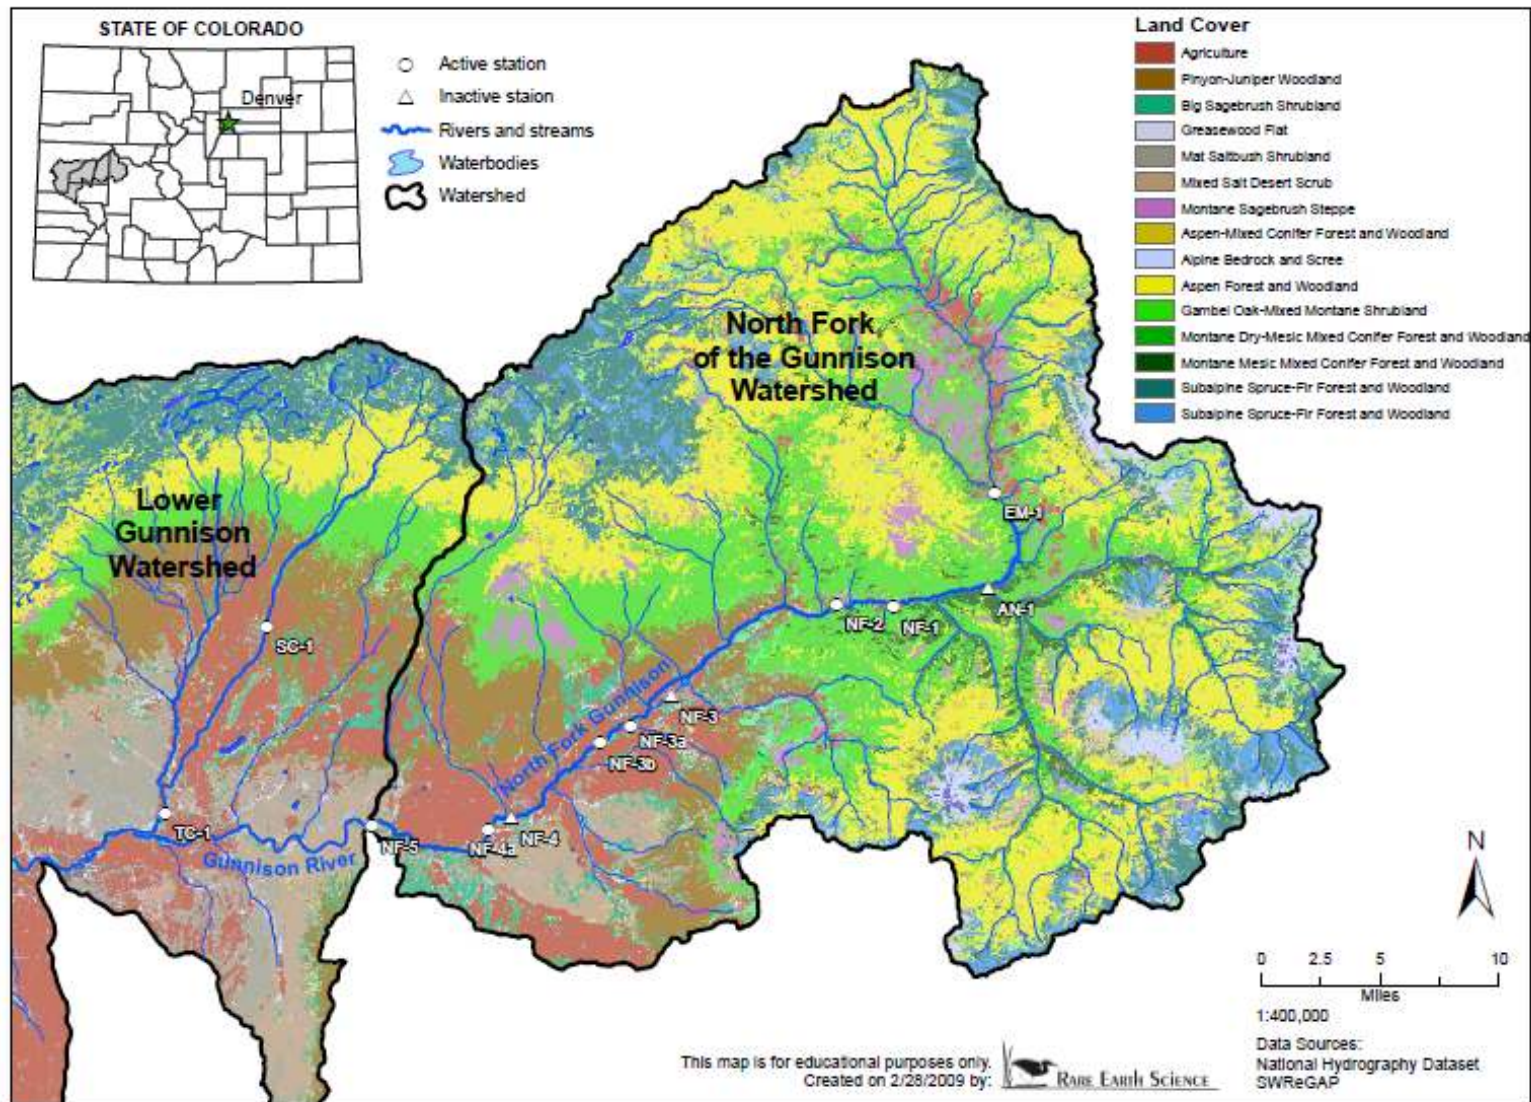 STATE OF COLORADO
Denver
Active station
Inactive staion
Rivers and streams
Waterbodies
Watershed
Land Cover
Agriculture
Pinyon-Juniper Woodland
Big Sagebrush Shrubland
Greasewood Flat
Mat Saltbush Shrubland
Mixed Salt Desert Scrub
Montane Sagebrush Steppe
Aspen-Mixed Conifer Forest and Woodland
Alpine Bedrock and Scree
Aspen Forest and Woodland
Gambel Oak-Mixed Montane Shrubland
Montane Dry-Mesic Mixed Conifer Forest and Woodland
Montane Mesic Mixed Conifer Forest and Woodland
Subalpine Spruce-Fir Forest and Woodland
Subalpine Spruce-Fir Forest and Woodland
North Fork
of the Gunnison
Watershed
Lower
Gunnison
Watershed
EM-1
AN-1
NF-2
NF-1
SC-1
North Fork Gunnison
NF-3
NF-3a
NF-3b
TC-1
Gunnison River
NF-5
NF-4a
NF-4
N
0 2.5 5 10
Miles
1:400,000
Data Sources:
National Hydrography Dataset
SWReGAP
This map is for educational purposes only.
Created on 2/28/2009 by:
RARE EARTH SCIENCE